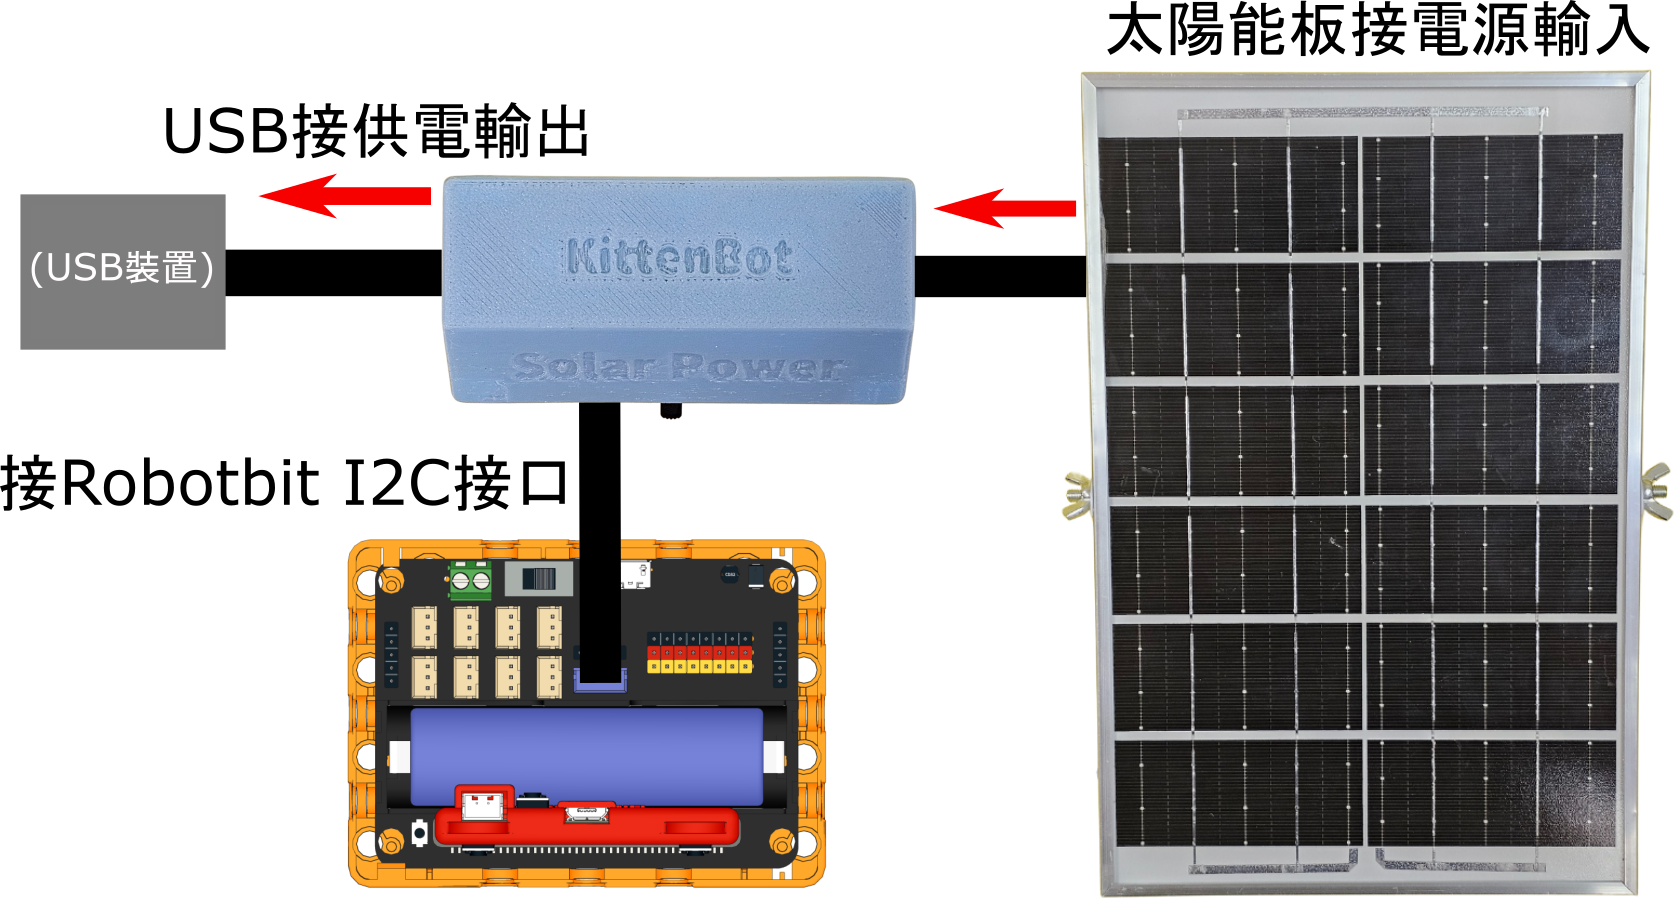 太陽能板接電源輸入
USB接供電輸出
(USB裝置)
KittenBot
Solar Power
接Robotbit I2C接口